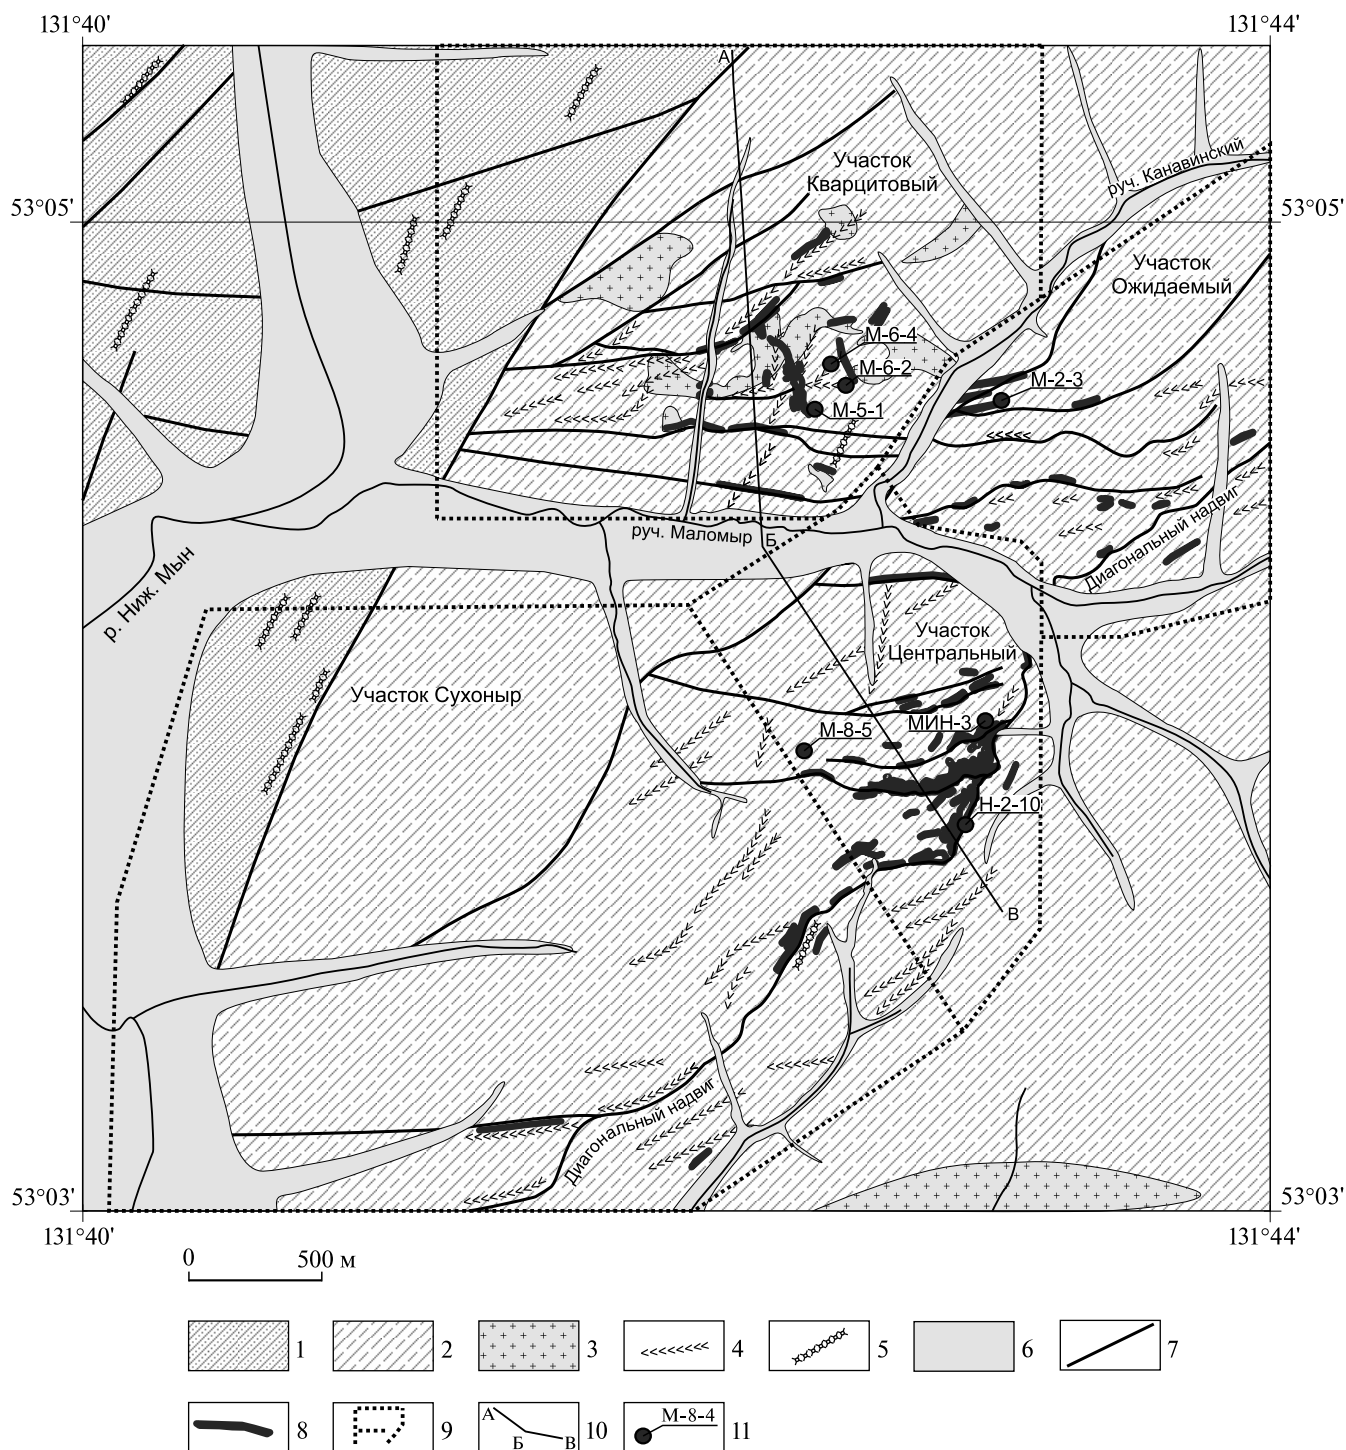 131°40'
131°44'
А
руч. Канавинский
Участок
Кварцитовый
53°05'
53°05'
Участок
Ожидаемый
М-6-4
М-6-2
М-2-3
М-5-1
Диагональный надвиг
руч. Маломыр
Б
р. Ниж. Мын
Участок
Центральный
Участок Сухоныр
МИН-3
М-8-5
Н-2-10
В
Диагональный надвиг
53°03'
53°03'
131°40'
131°44'
0
500 м
1
2
3
4
5
6
7
8
9
А
Б
В
10
М-8-4
11